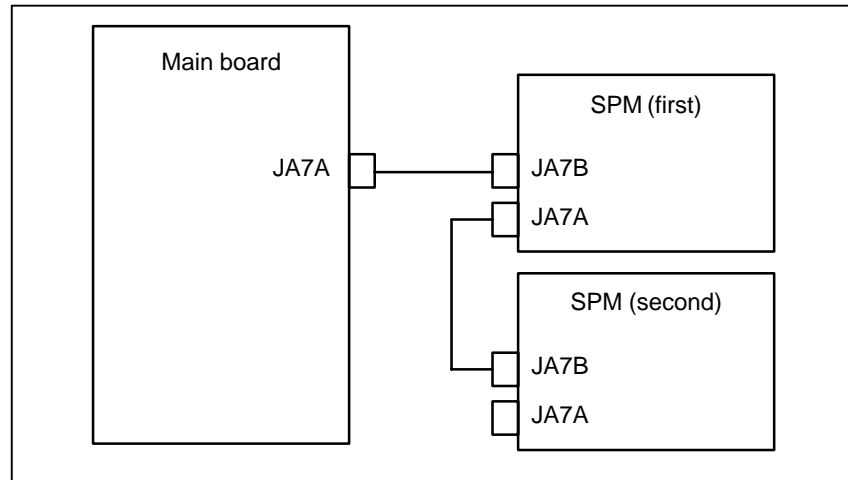 Main board
JA7A
SPM (first)
JA7B
JA7A
SPM (second)
JA7B
JA7A